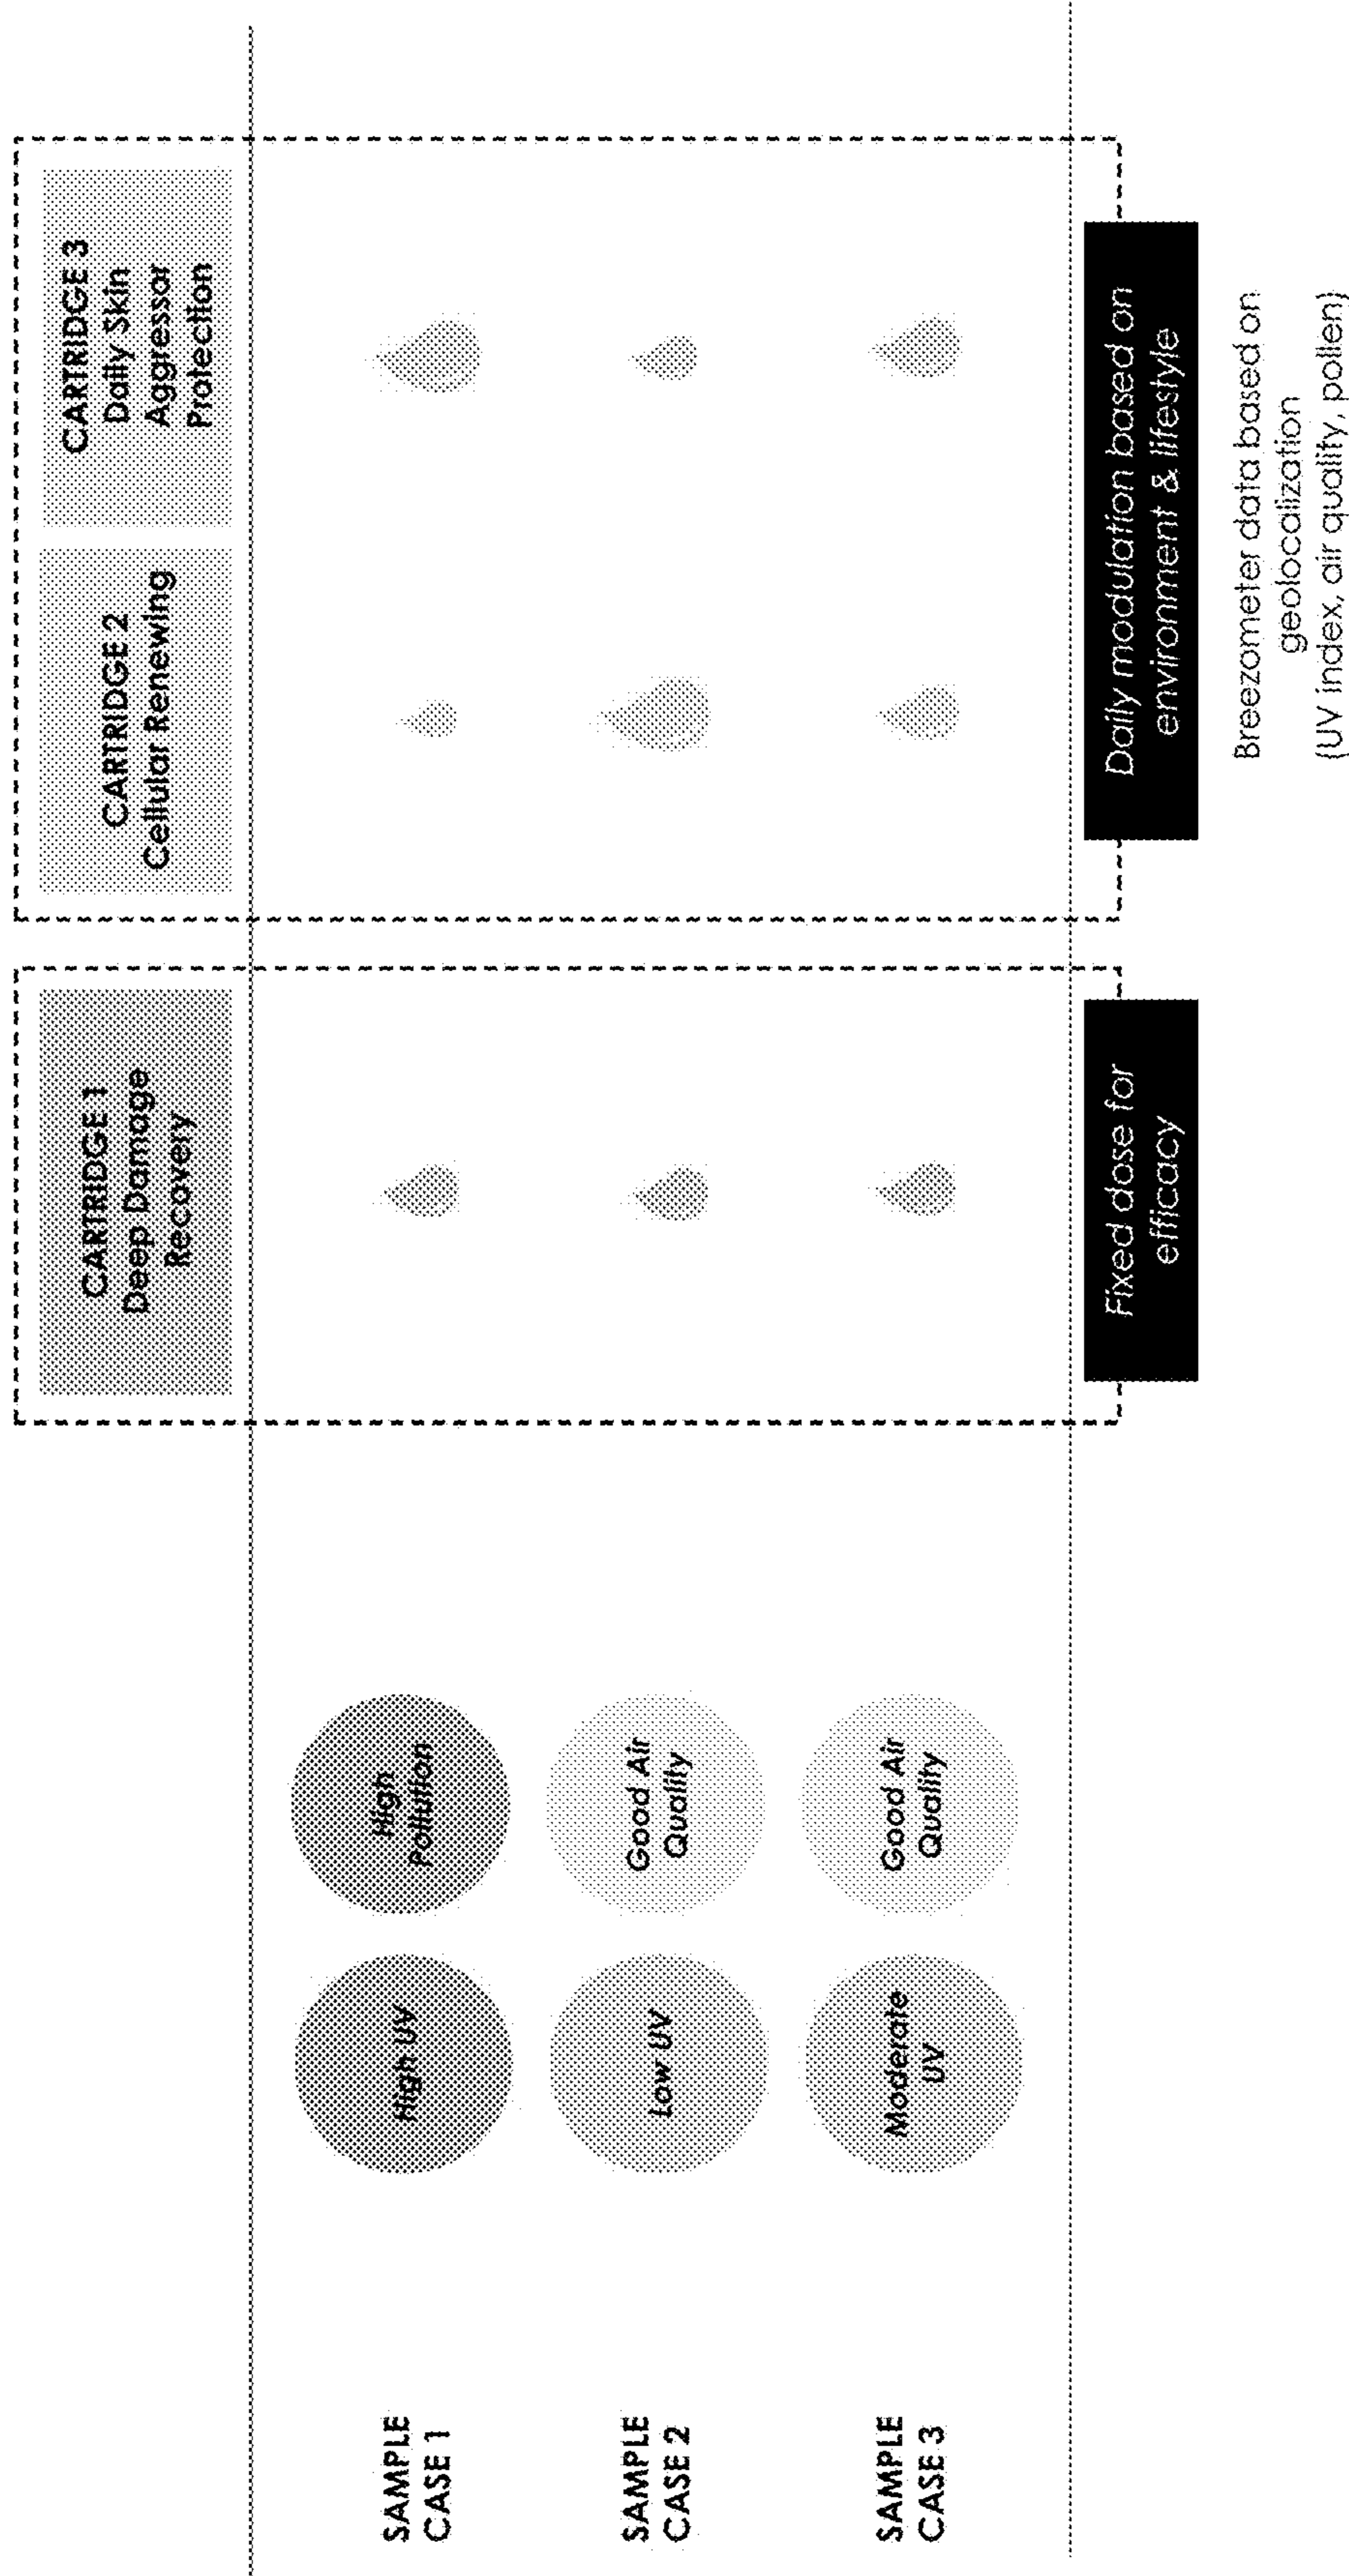 CARTRIDGE 1
Deep Damage
Recovery
CARTRIDGE 2
Cellular Renewing
CARTRIDGE 3
Daily Skin
Aggressor
Protection
SAMPLE
CASE 1
High UV
High
Pollution
SAMPLE
CASE 2
Low UV
Good Air
Quality
SAMPLE
CASE 3
Moderate
UV
Good Air
Quality
Fixed dose for
efficacy
Daily modulation based on
environment & lifestyle
Breezometer data based on
geolocalization
(UV index, air quality, pollen)